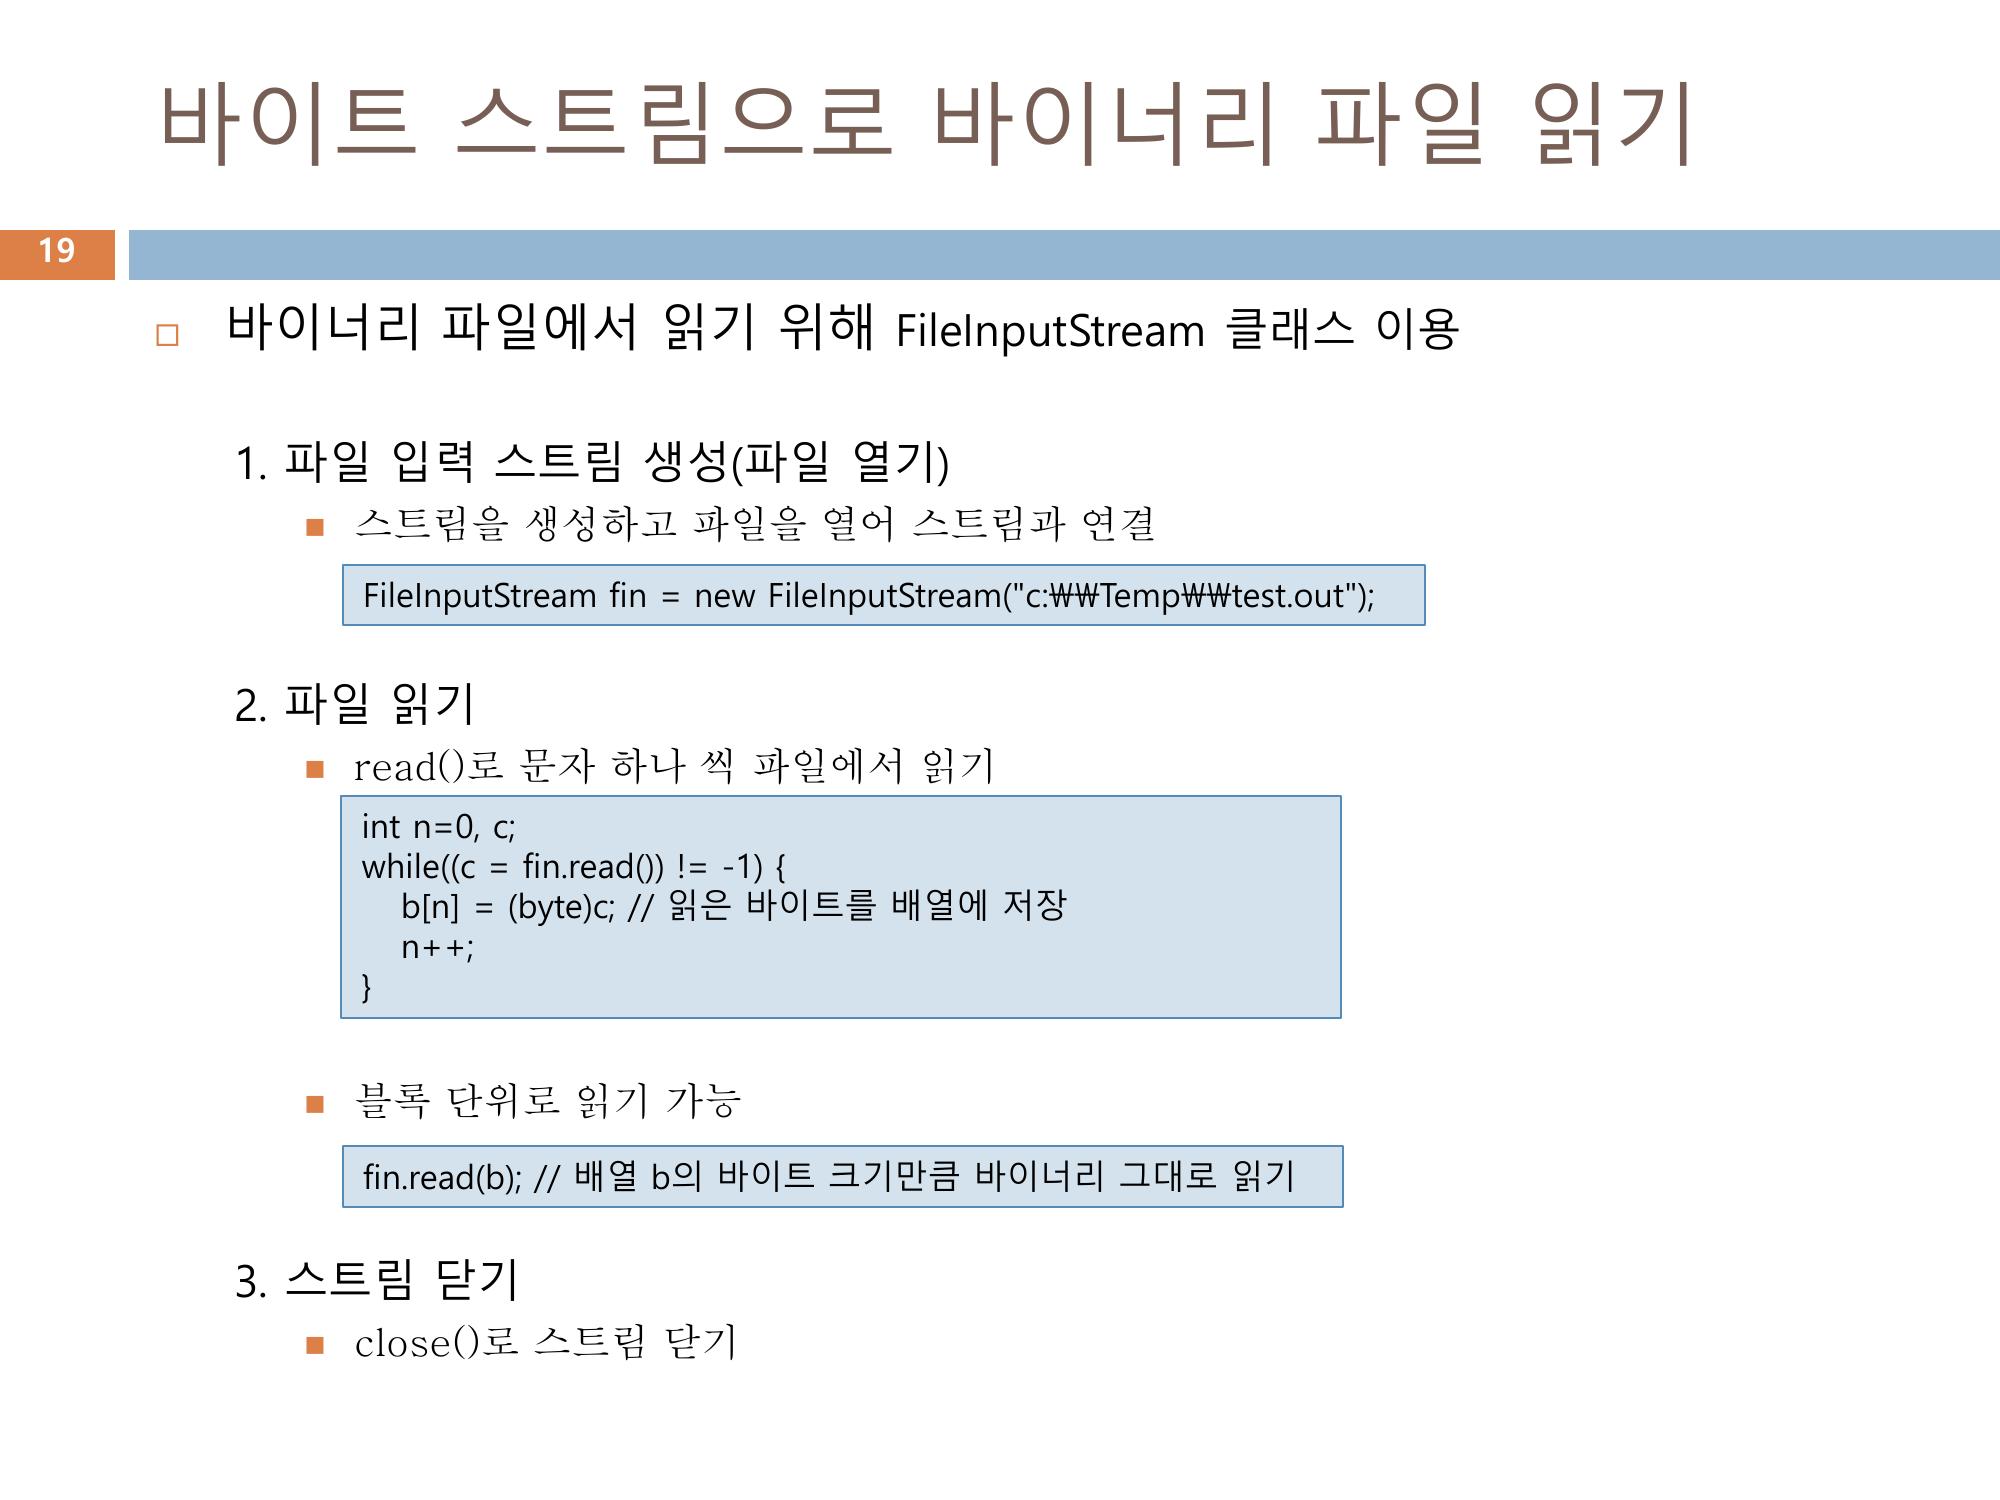 바이트 스트림으로 바이너리 파일 읽기
19
바이너리 파일에서 읽기 위해 FileInputStream 클래스 이용
1. 파일 입력 스트림 생성(파일 열기)
스트림을 생성하고 파일을 열어 스트림과 연결
FileInputStream fin = new FileInputStream("c:₩₩Temp₩₩test.out");
2. 파일 읽기
read()로 문자 하나 씩 파일에서 읽기
int n=0, c;
while((c = fin.read()) != -1) {
b[n] = (byte)c; // 읽은 바이트를 배열에 저장
n++;
}
블록 단위로 읽기 가능
fin.read(b); // 배열 b의 바이트 크기만큼 바이너리 그대로 읽기
3. 스트림 닫기
close()로 스트림 닫기